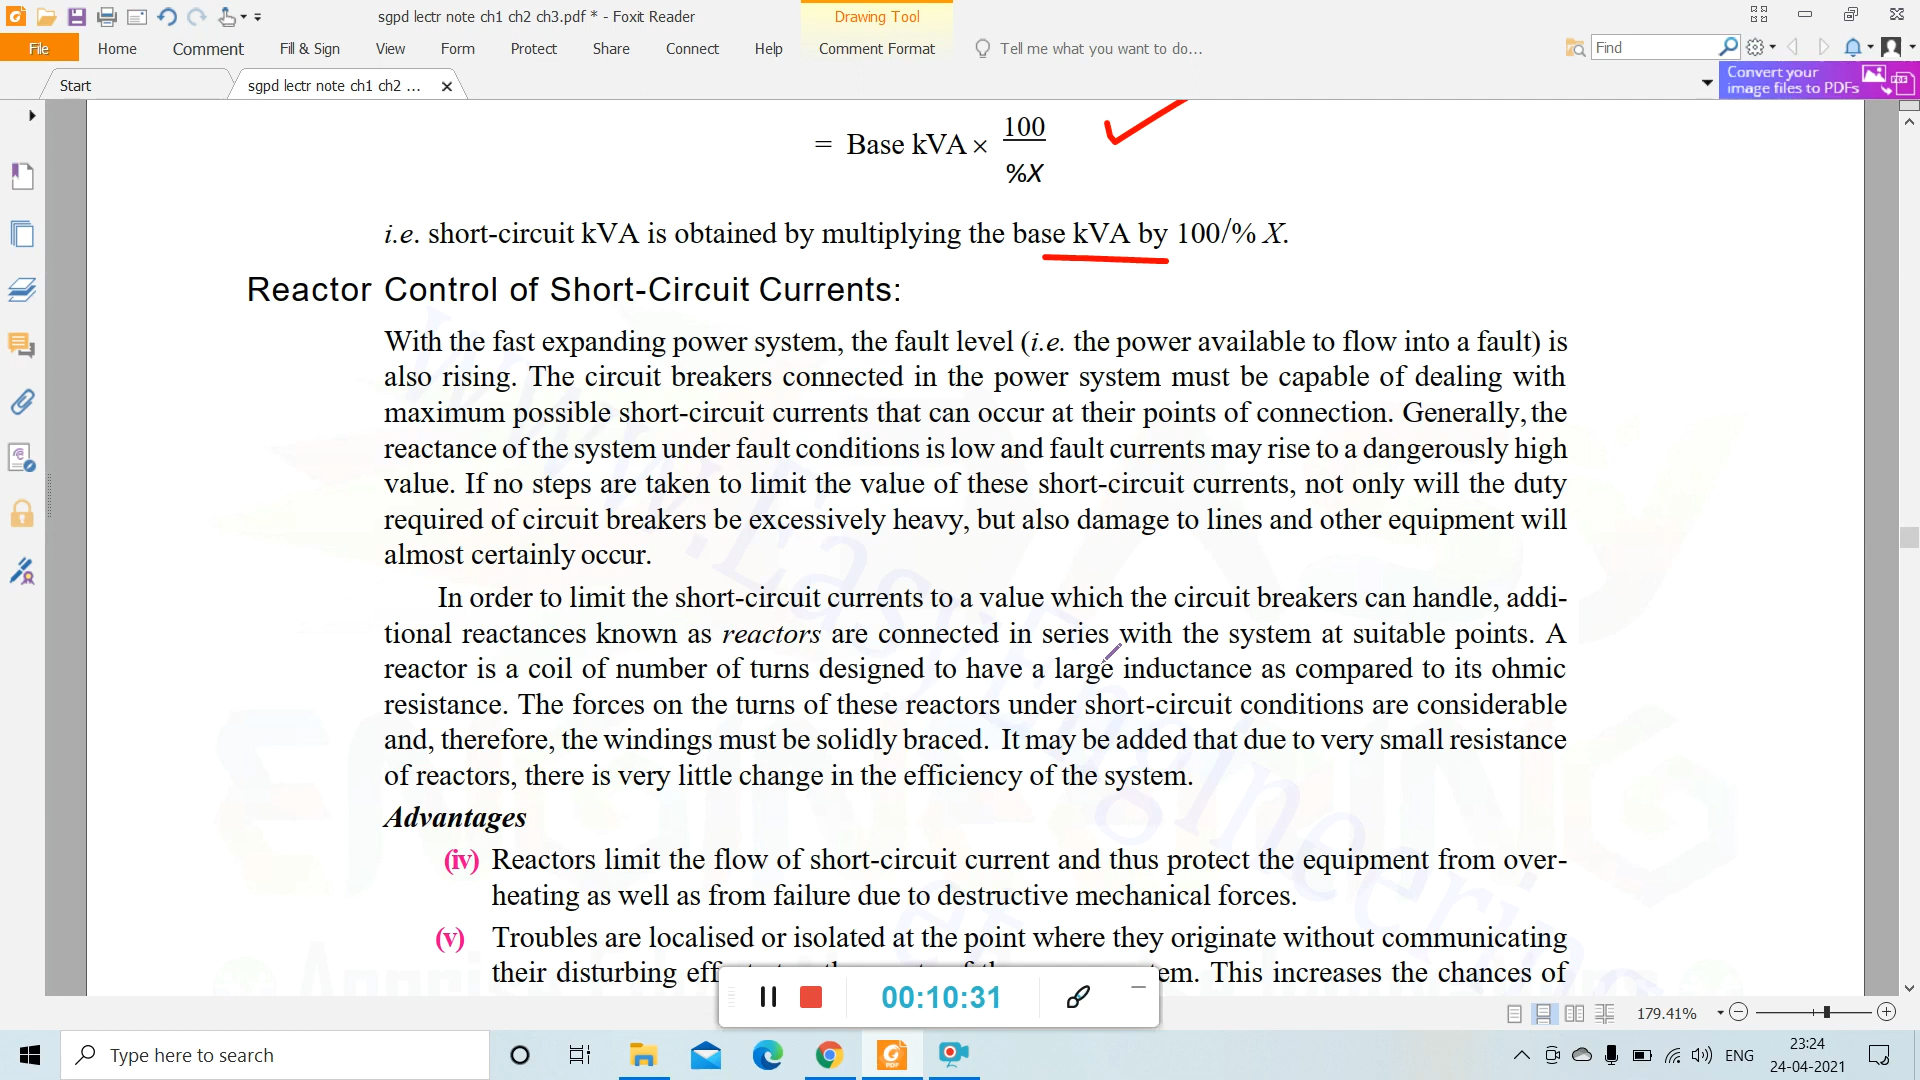 sgpd lectr note ch1 ch2 ch3.pdf * - Foxit Reader
Drawing Tool
File Home Comment Fill & Sign View Form Protect Share Connect Help Comment Format Tell me what you want to do... Find
Start sgpd lectr note ch1 ch2 ...
Convert your
image files to PDFs
= Base kVA × 100
%X
i.e. short-circuit kVA is obtained by multiplying the base kVA by 100/% X.
Reactor Control of Short-Circuit Currents:
With the fast expanding power system, the fault level (i.e. the power available to flow into a fault) is
also rising. The circuit breakers connected in the power system must be capable of dealing with
maximum possible short-circuit currents that can occur at their points of connection. Generally, the
reactance of the system under fault conditions is low and fault currents may rise to a dangerously high
value. If no steps are taken to limit the value of these short-circuit currents, not only will the duty
required of circuit breakers be excessively heavy, but also damage to lines and other equipment will
almost certainly occur.
In order to limit the short-circuit currents to a value which the circuit breakers can handle, addi-
tional reactances known as reactors are connected in series with the system at suitable points. A
reactor is a coil of number of turns designed to have a large inductance as compared to its ohmic
resistance. The forces on the turns of these reactors under short-circuit conditions are considerable
and, therefore, the windings must be solidly braced. It may be added that due to very small resistance
of reactors, there is very little change in the efficiency of the system.
Advantages
(iv) Reactors limit the flow of short-circuit current and thus protect the equipment from over-
heating as well as from failure due to destructive mechanical forces.
(v) Troubles are localised or isolated at the point where they originate without communicating
their disturbing em. This increases the chances of
00:10:31
179.41%
Type here to search
ENG
23:24
24-04-2021